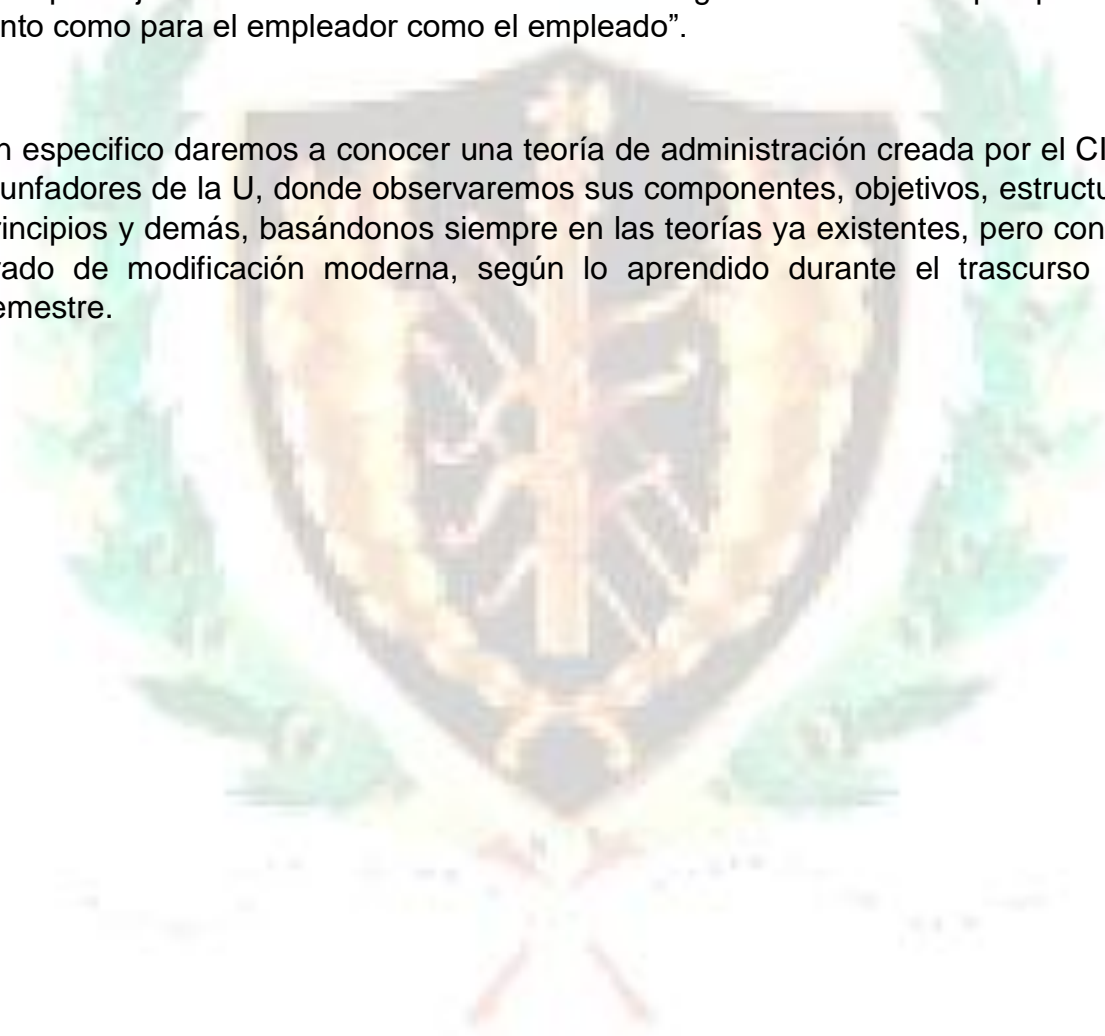 nto como para el empleador como el empleado”.
n especifico daremos a conocer una teoría de administración creada por el
unfadores de la U, donde observaremos sus componentes, objetivos, estructu
rincipios y demás, basándonos siempre en las teorías ya existentes, pero con
rado de modificación moderna, según lo aprendido durante el trascurso
emestre.